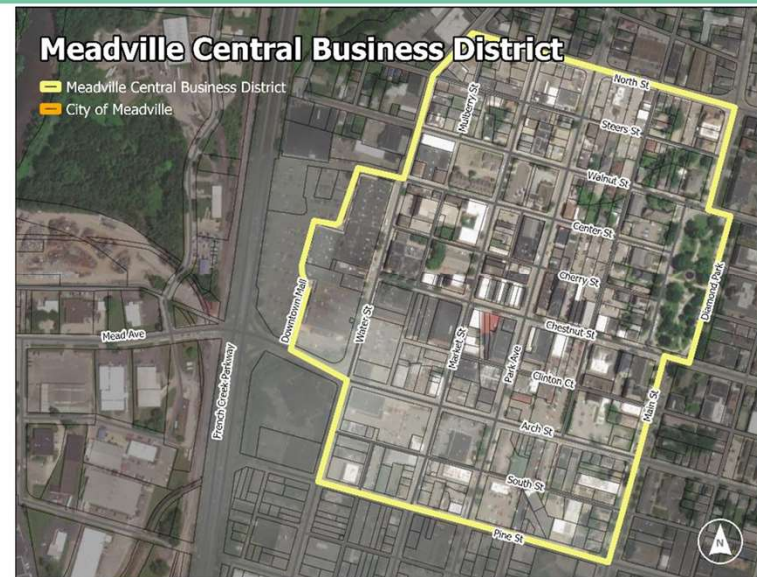 Meadville Central Business District
Meadville Central Business District
City of Meadville
North St
Mulberry St
Steers St
Walnut St
Center St
Diamond Park
Cherry St
Downtown Mall
Water St
Chestnut St
Mead Ave
Market St
Park Ave
French Creek Parkway
Clinton Ct
Main St
Arch St
South St
Pine St
N